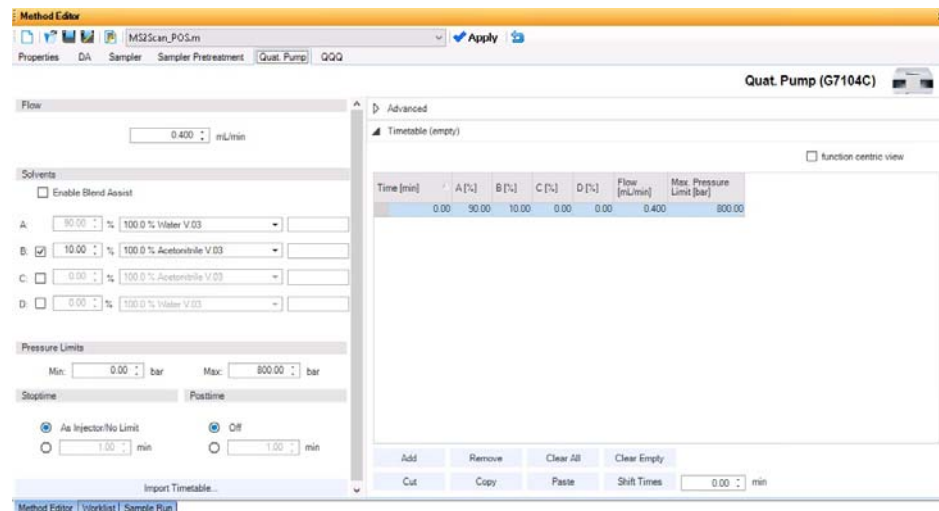 Method Editor
MS2Scan_POS.m
Apply
Properties DA Sampler Sampler Pretreatment Quat. Pump QQQ
Quat. Pump (G7104C)
Flow
0.400 mL/min
Solvents
Enable Blend Assist
A: 90.00 % 100.0 % Water V.03
B: 10.00 % 100.0 % Acetonitrile V.03
C: 0.00 % 100.0 % Acetonitrile V.03
D: 0.00 % 100.0 % Water V.03
Pressure Limits
Min: 0.00 bar Max: 800.00 bar
Stoptime Posttime
As Injector/No Limit Off
1.00 min 1.00 min
Import Timetable...
Advanced
Timetable (empty)
function centric view
Time [min] A [%] B [%] C [%] D [%] Flow [mL/min] Max. Pressure Limit [bar]
0.00 90.00 10.00 0.00 0.00 0.400 800.00
Add Remove Clear All Clear Empty
Cut Copy Paste Shift Times 0.00 min
Method Editor Worklist Sample Run